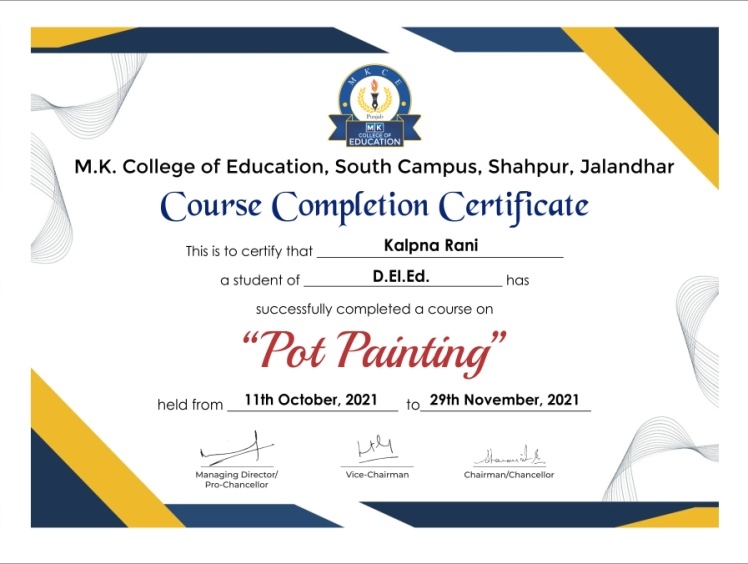 M K C E
Punjab
MK
COLLEGE OF
EDUCATION
M.K. College of Education, South Campus, Shahpur, Jalandhar
Course Completion Certificate
This is to certify that Kalpna Rani
a student of D.El.Ed. has
successfully completed a course on
“Pot Painting”
held from 11th October, 2021 to 29th November, 2021
Managing Director/ Vice-Chairman Chairman/Chancellor
Pro-Chancellor